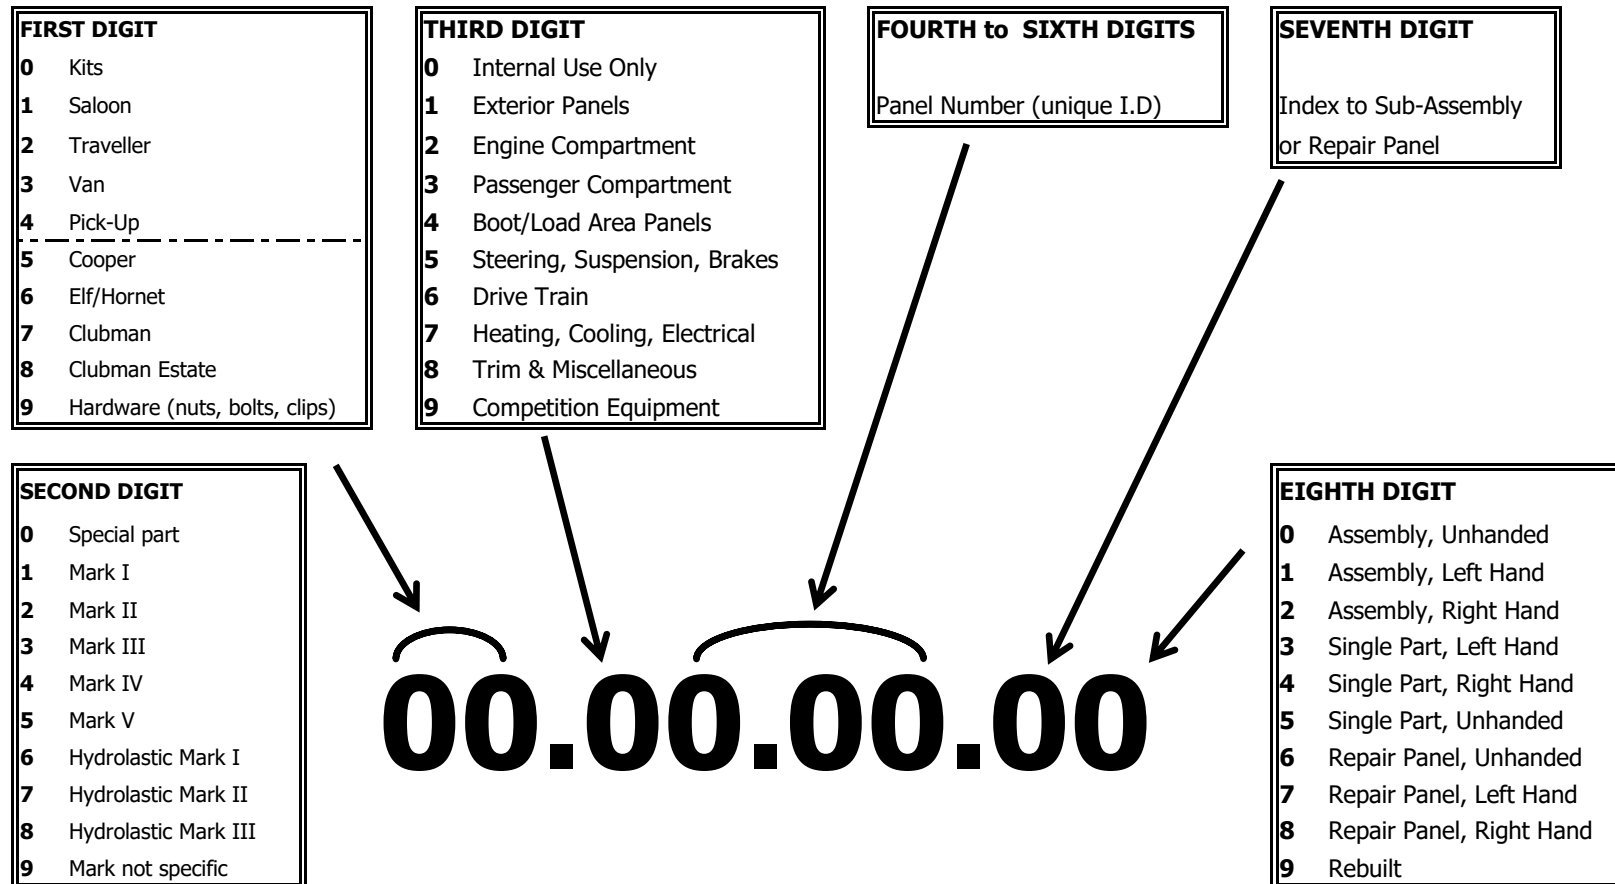 FIRST DIGIT
0 Kits
1 Saloon
2 Traveller
3 Van
4 Pick-Up
5 Cooper
6 Elf/Hornet
7 Clubman
8 Clubman Estate
9 Hardware (nuts, bolts, clips)
THIRD DIGIT
0 Internal Use Only
1 Exterior Panels
2 Engine Compartment
3 Passenger Compartment
4 Boot/Load Area Panels
5 Steering, Suspension, Brakes
6 Drive Train
7 Heating, Cooling, Electrical
8 Trim & Miscellaneous
9 Competition Equipment
FOURTH to SIXTH DIGITS
Panel Number (unique I.D)
SEVENTH DIGIT
Index to Sub-Assembly
or Repair Panel
SECOND DIGIT
0 Special part
1 Mark I
2 Mark II
3 Mark III
4 Mark IV
5 Mark V
6 Hydrolastic Mark I
7 Hydrolastic Mark II
8 Hydrolastic Mark III
9 Mark not specific
00.00.00.00
EIGHTH DIGIT
0 Assembly, Unhanded
1 Assembly, Left Hand
2 Assembly, Right Hand
3 Single Part, Left Hand
4 Single Part, Right Hand
5 Single Part, Unhanded
6 Repair Panel, Unhanded
7 Repair Panel, Left Hand
8 Repair Panel, Right Hand
9 Rebuilt